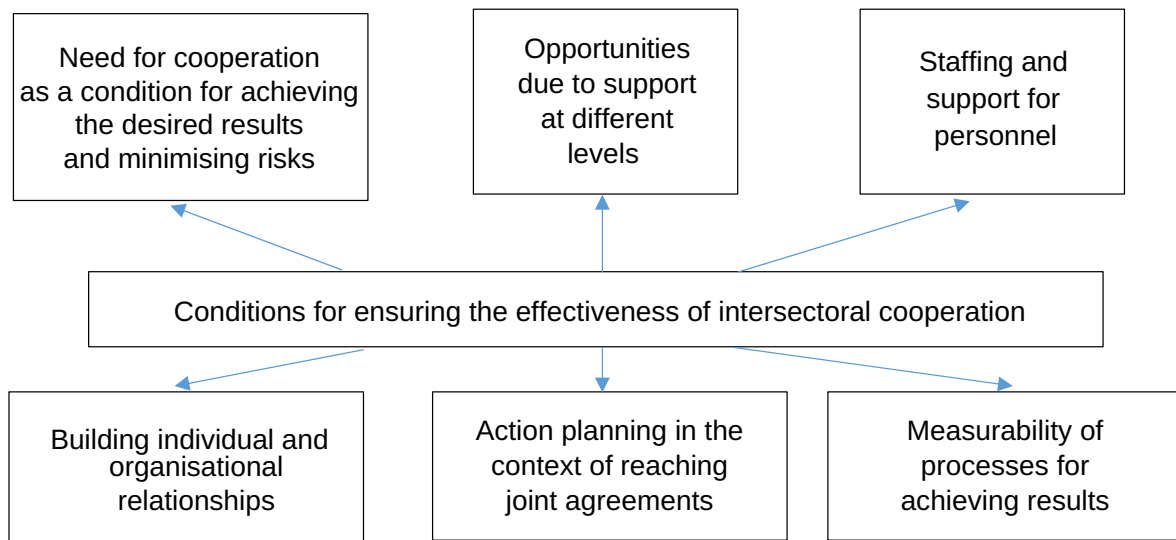 Need for cooperation
as a condition for achieving
the desired results
and minimising risks
Opportunities
due to support
at different
levels
Staffing and
support for
personnel
Conditions for ensuring the effectiveness of intersectoral cooperation
Building individual and
organisational
relationships
Action planning in the
context of reaching
joint agreements
Measurability of
processes for
achieving results